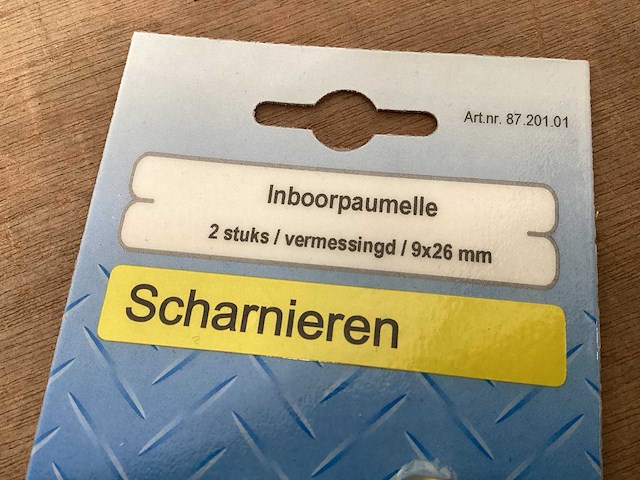 Art.nr. 87.201.01
Inboorpaumelle
2 stuks / vermessingd / 9x26 mm
Scharnieren